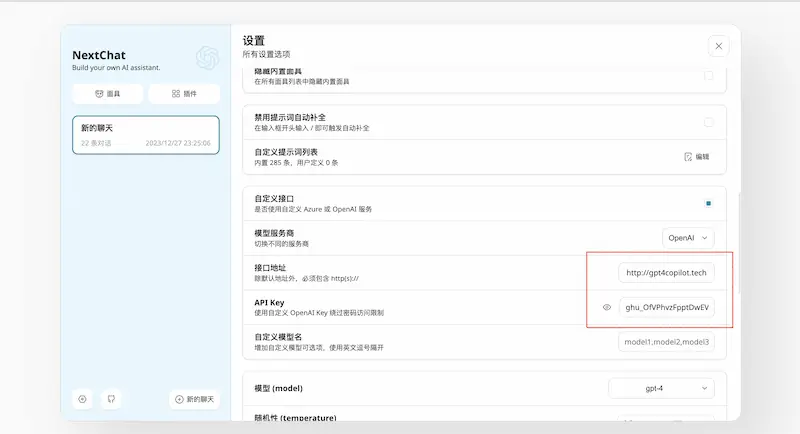 NextChat
Build your own AI assistant.
面具
插件
新的聊天
22 条对话
2023/12/27 23:25:06
新的聊天
设置
所有设置选项
隐藏内置面具
在所有面具列表中隐藏内置面具
禁用提示词自动补全
在输入框开头输入 / 即可触发自动补全
自定义提示词列表
内置 285 条，用户定义 0 条
编辑
自定义接口
是否使用自定义 Azure 或 OpenAI 服务
模型服务商
切换不同的服务商
OpenAI
接口地址
除默认地址外，必须包含 http(s)://
http://gpt4copilot.tech
API Key
使用自定义 OpenAI Key 绕过密码访问限制
ghu_OfVPhvzFpptDwEV
自定义模型名
增加自定义模型可选项，使用英文逗号隔开
model1,model2,model3
模型 (model)
gpt-4
随机性 (temperature)